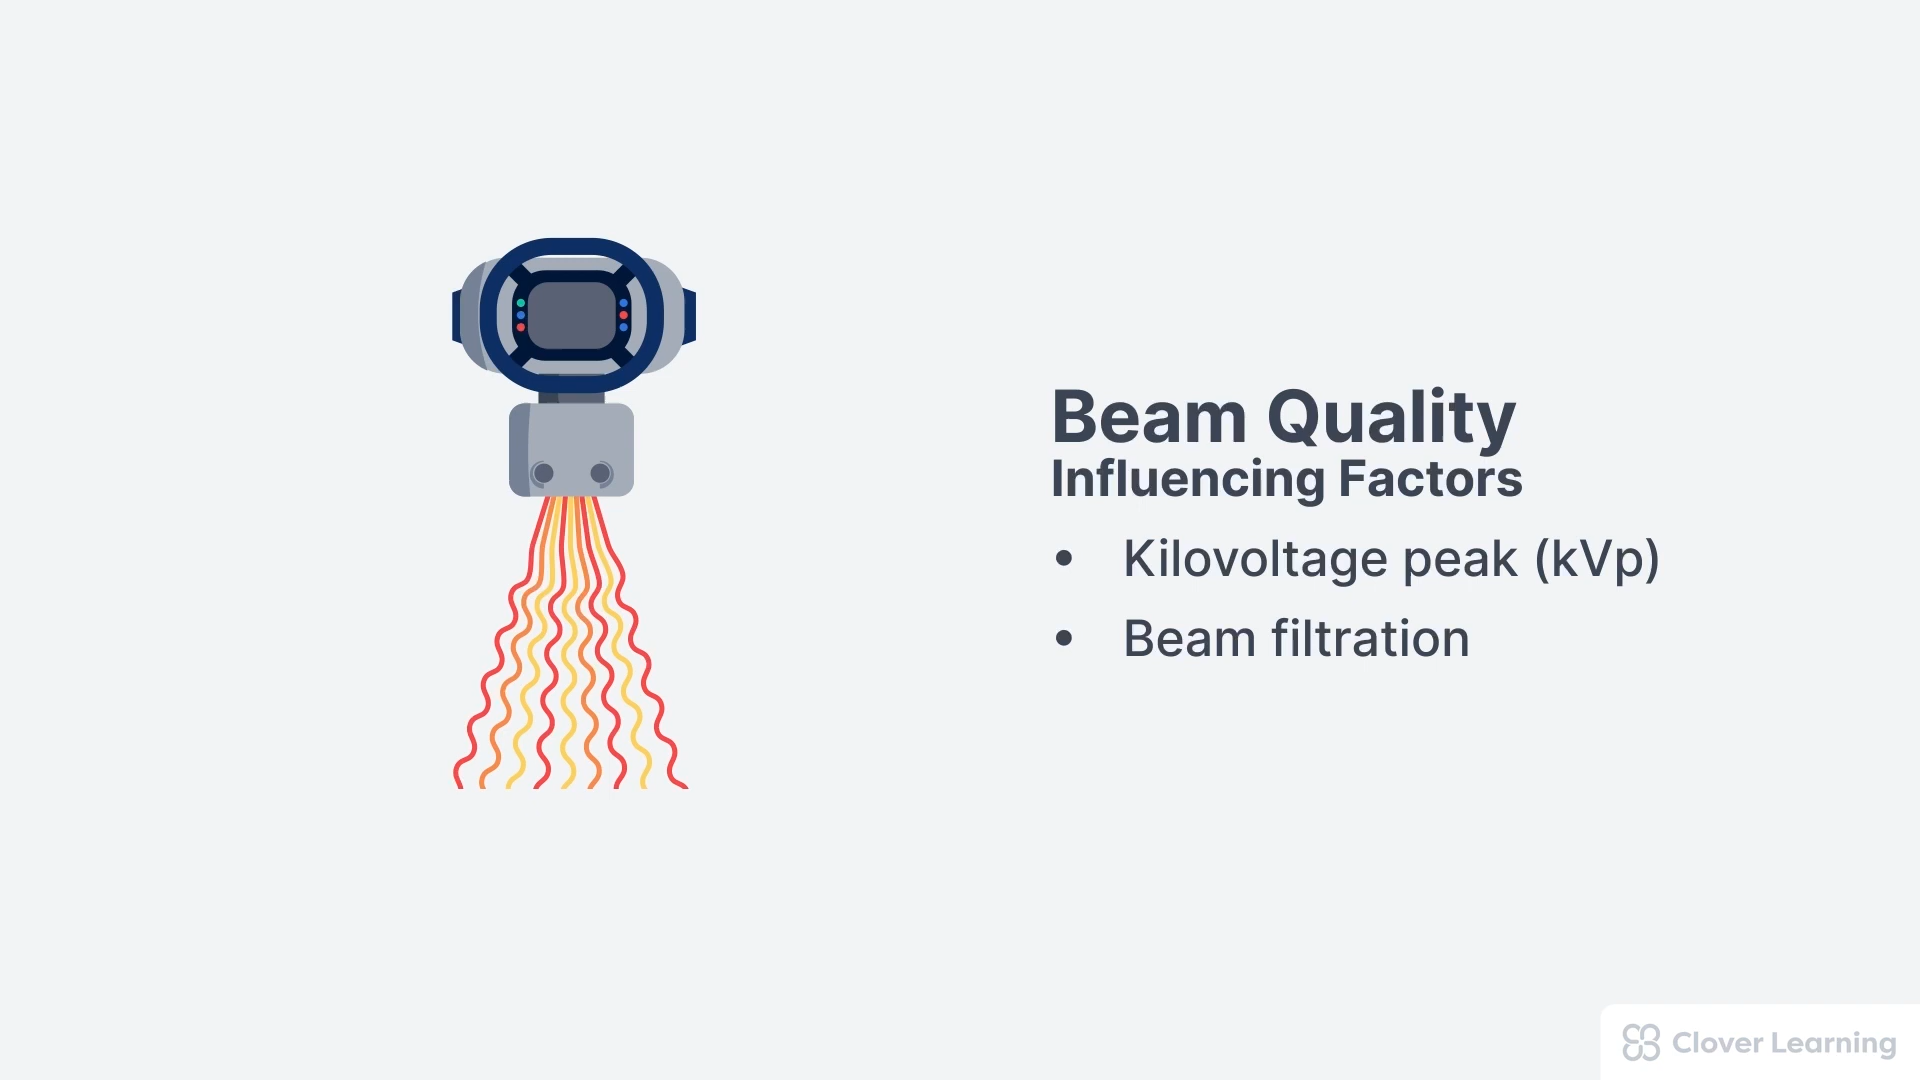 Beam Quality
Influencing Factors
• Kilovoltage peak (kVp)
• Beam filtration
Clover Learning